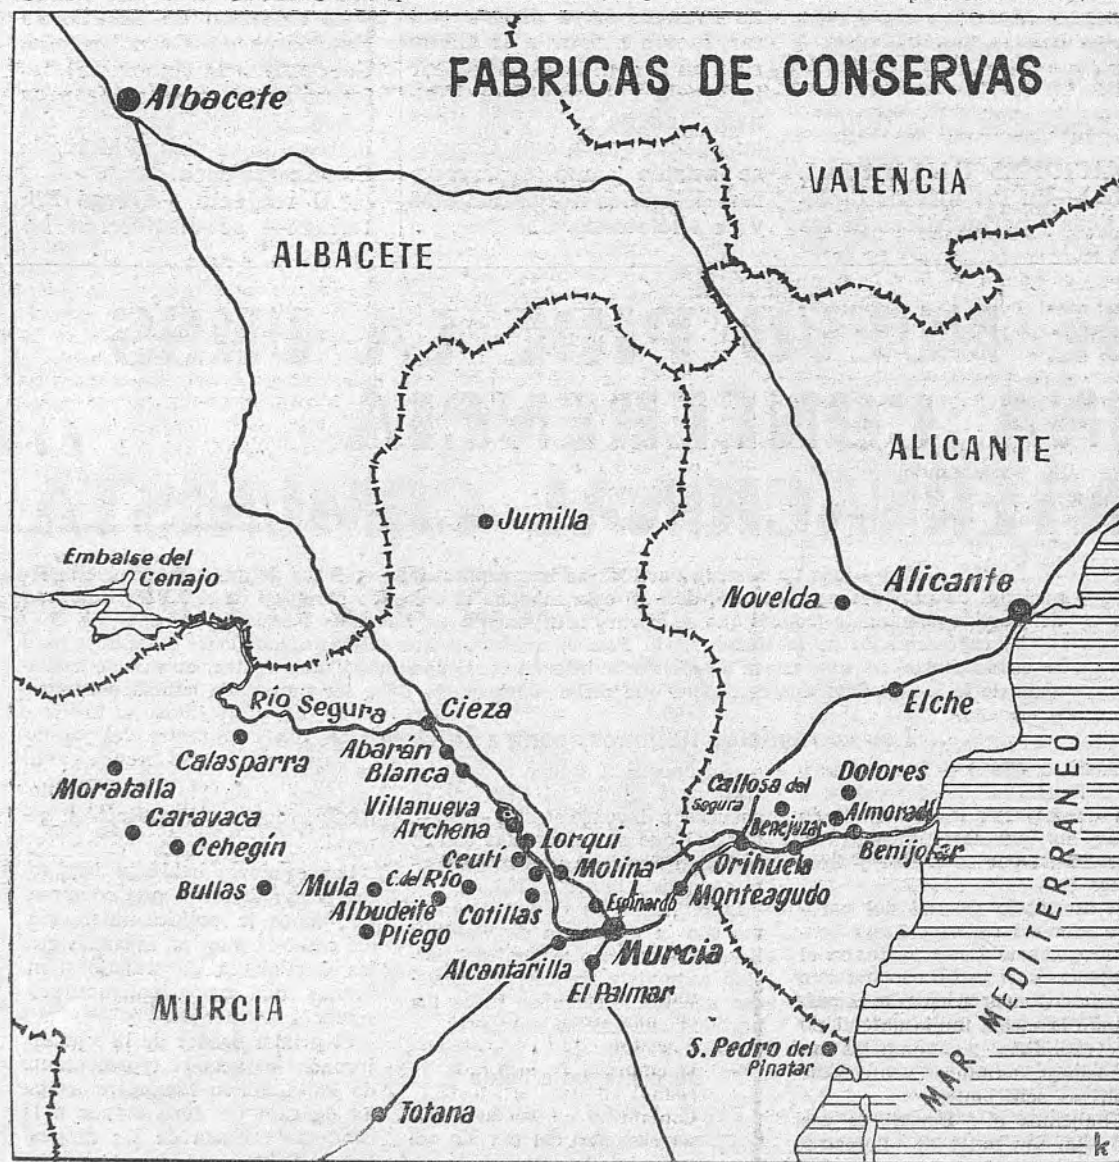 FABRICAS DE CONSERVAS
Albacete
VALENCIA
ALBACETE
ALICANTE
Jumilla
Embalse del
Cenajo
Novelda
Alicante
Elche
Río Segura
Cieza
Calasparra
Abarán
Blanca
Moratalla
Villanueva
Archena
Caravaca
Cehegín
Lorqui
Ceutí
Molina
Callosa del
Segura
Dolores
Benejuzar
Almoradí
Orihuela
Benijofar
Bullas
Mula
C. del Río
Albudeite
Cotillas
Espinardo
Monteagudo
Pliego
Alcantarilla
Murcia
El Palmar
MURCIA
S. Pedro del
Pinatar
Totana
MAR MEDITERRANEO
k